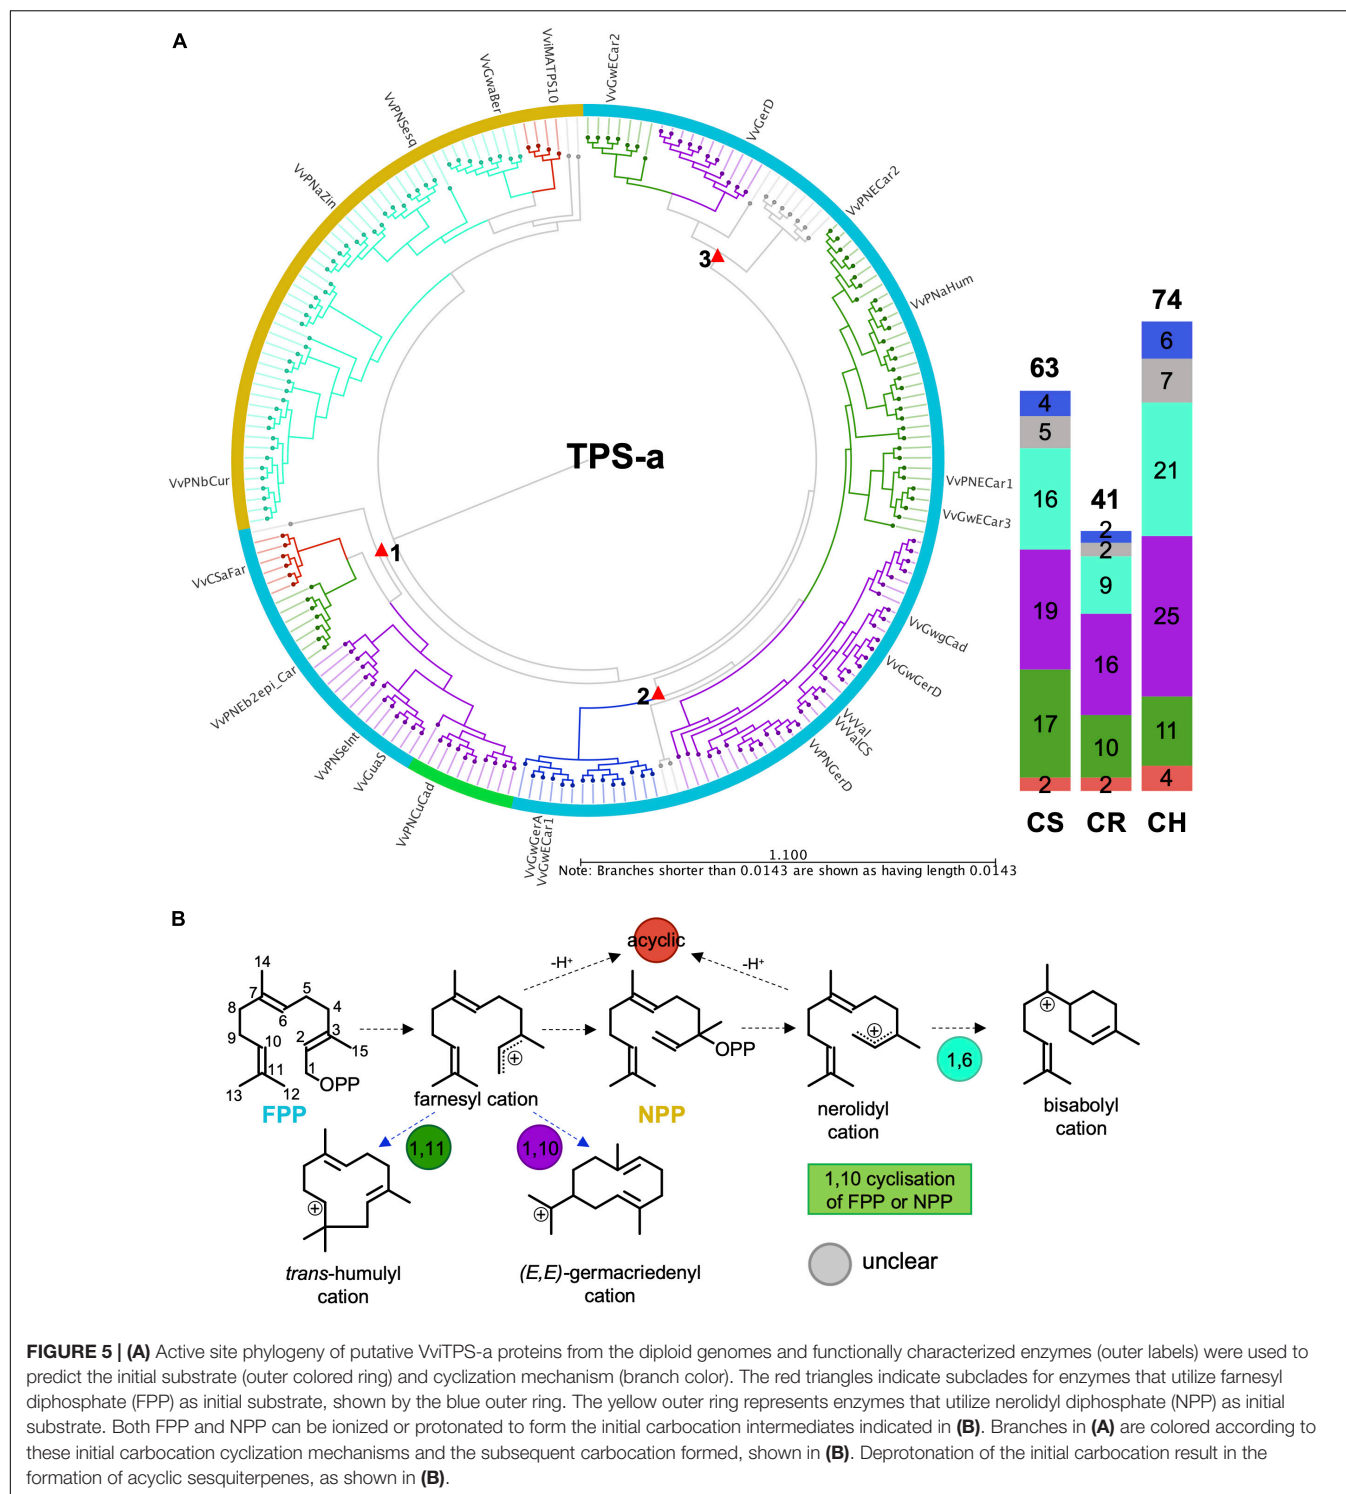 A
VviMATPS10
VvGwECar2
VvGwaBer
VvGerD
VvPNSesq
VvPNaZin
VvPNECar2
VvPNaHum
3
74
6
63
7
4
5
TPS-a
21
16
VvPNbCur
VvPNECar1
41
VvGwECar3
2
2
1
9
VvCSaFar
19
25
VvGwgCad
16
VvGwGerD
2
VvPNEb2epi_Car
VvVal
VvValCS
17
11
10
VvPNSeInt
VvGuaS
VvPNGerD
4
2
2
VvPNCuCad
CS CR CH
VvGwGerA
VvGwECar1
1.100
Note: Branches shorter than 0.0143 are shown as having length 0.0143
B
acyclic
-H⁺
-H⁺
14
7
5
8
4
6
9
2
3
10
15
1
11
OPP
13
12
OPP
1,6
FPP
farnesyl cation
NPP
nerolidyl
cation
bisabolyl
cation
1,11
1,10
1,10 cyclisation
of FPP or NPP
unclear
trans-humulyl
cation
(E,E)-germacriedenyl
cation
FIGURE 5 | (A) Active site phylogeny of putative VviTPS-a proteins from the diploid genomes and functionally characterized enzymes (outer labels) were used to
predict the initial substrate (outer colored ring) and cyclization mechanism (branch color). The red triangles indicate subclades for enzymes that utilize farnesyl
diphosphate (FPP) as initial substrate, shown by the blue outer ring. The yellow outer ring represents enzymes that utilize nerolidyl diphosphate (NPP) as initial
substrate. Both FPP and NPP can be ionized or protonated to form the initial carbocation intermediates indicated in (B). Branches in (A) are colored according to
these initial carbocation cyclization mechanisms and the subsequent carbocation formed, shown in (B). Deprotonation of the initial carbocation result in the
formation of acyclic sesquiterpenes, as shown in (B).